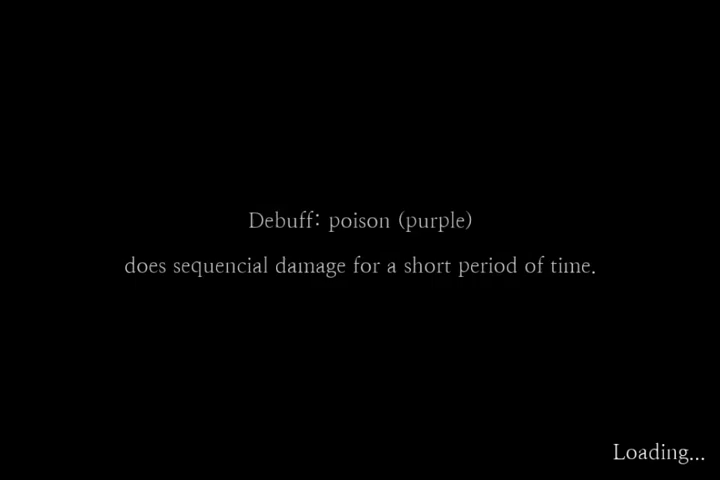 Debuff: poison (purple)
does sequencial damage for a short period of time.
Loading...